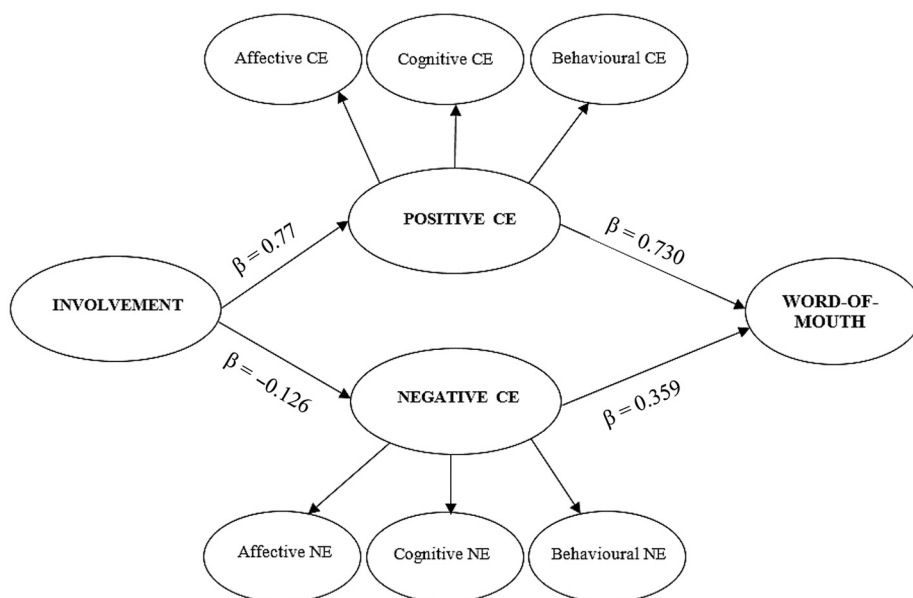 Affective CE
Cognitive CE
Behavioural CE
POSITIVE CE
β = 0.77
β = 0.730
INVOLVEMENT
WORD-OF-
MOUTH
β = −0.126
NEGATIVE CE
β = 0.359
Affective NE
Cognitive NE
Behavioural NE